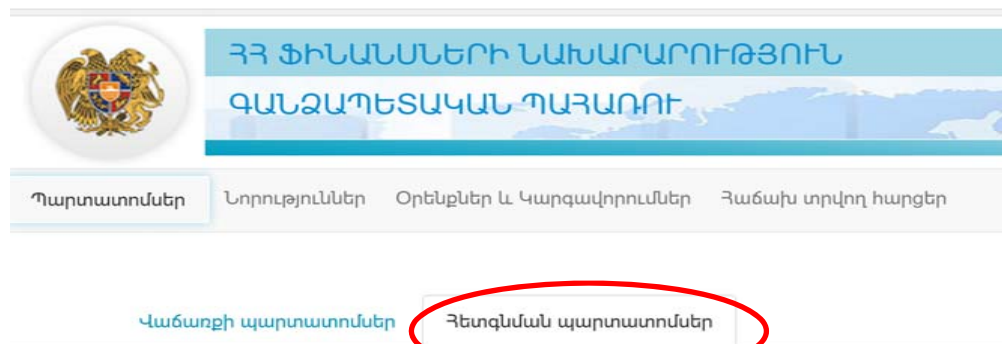 ՀՀ ՖԻՆԱՆՍՆԵՐԻ ՆԱԽԱՐԱՐՈՒԹՅՈՒՆ
ԳԱՆՁԱՊԵՏԱԿԱՆ ՊԱՀԱՌՈՒ
Պարտատոմսեր Նորություններ Օրենքներ և Կարգավորումներ Հաճախ տրվող հարցեր
Վաճառքի պարտատոմսեր Հետգնման պարտատոմսեր